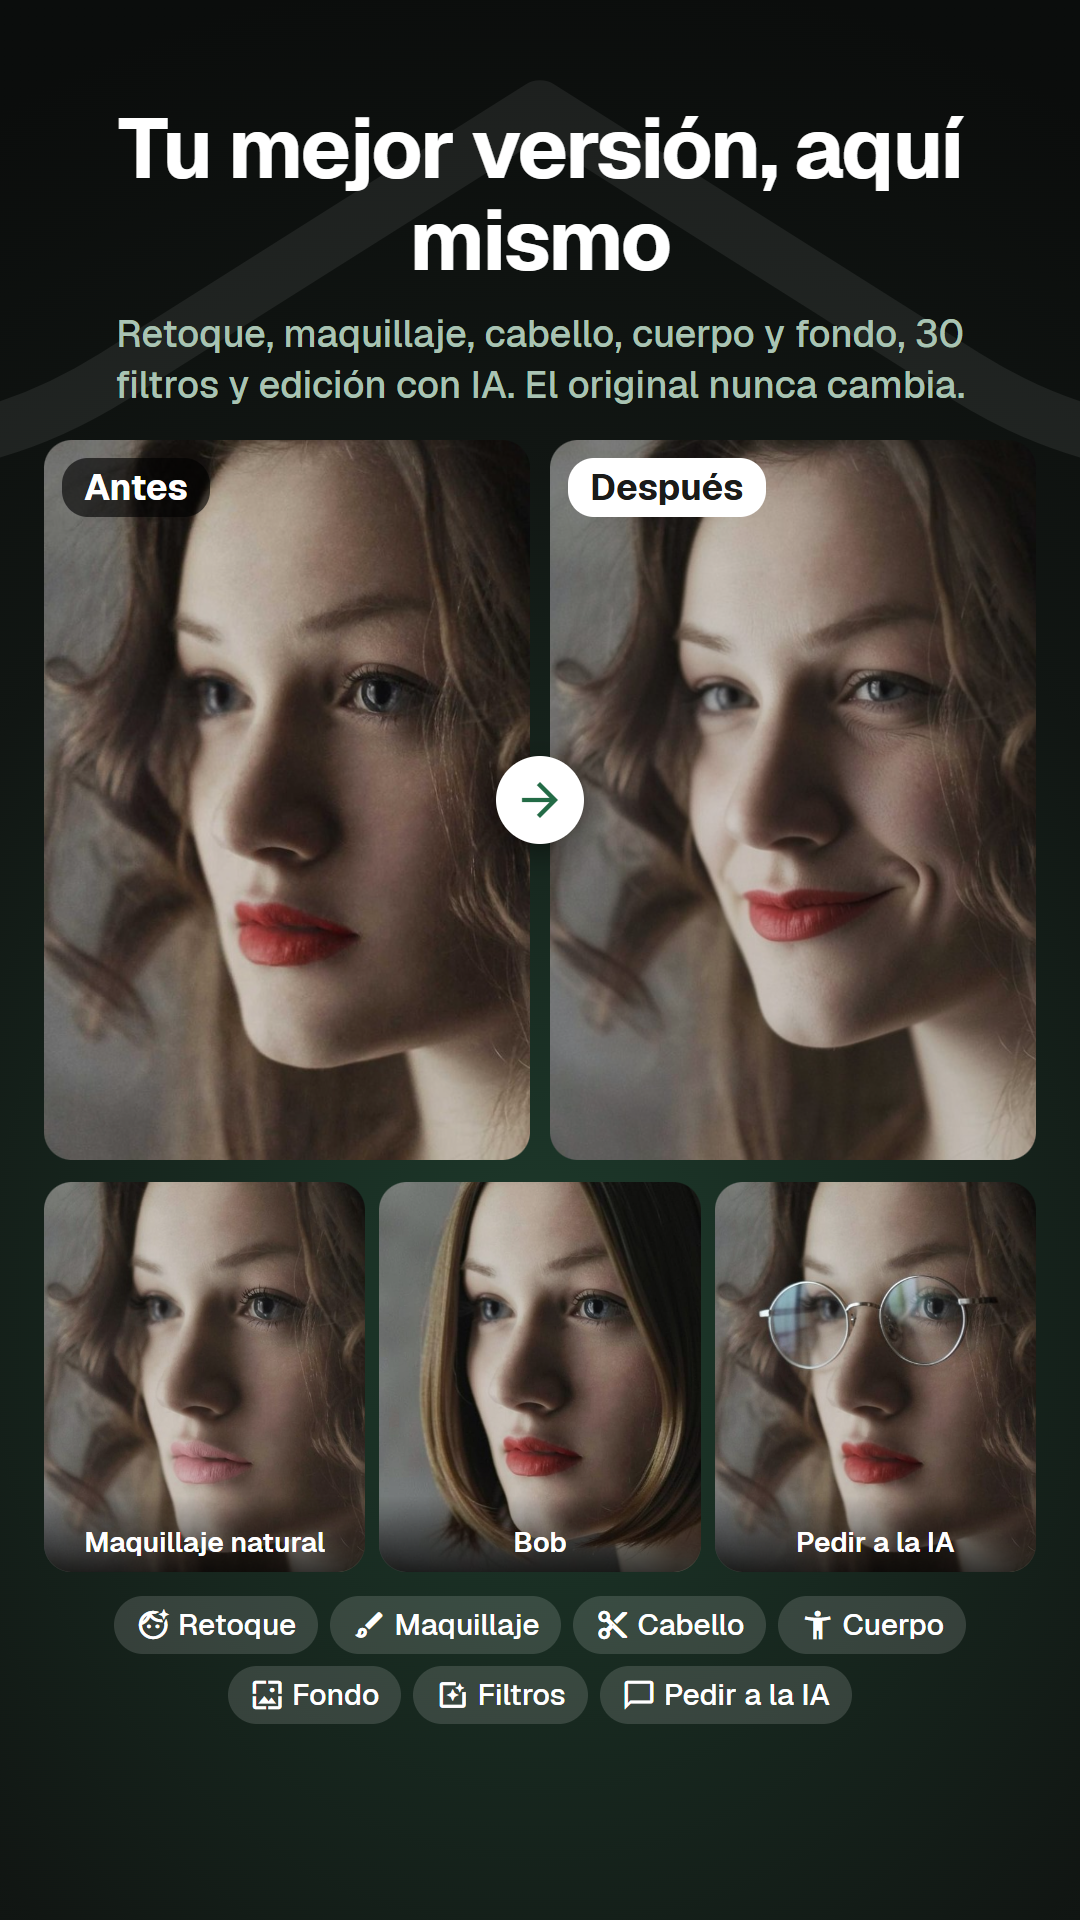 Tu mejor versión, aquí
mismo
Retoque, maquillaje, cabello, cuerpo y fondo, 30
filtros y edición con IA. El original nunca cambia.
Antes
Después
Maquillaje natural
Bob
Pedir a la IA
Retoque
Maquillaje
Cabello
Cuerpo
Fondo
Filtros
Pedir a la IA